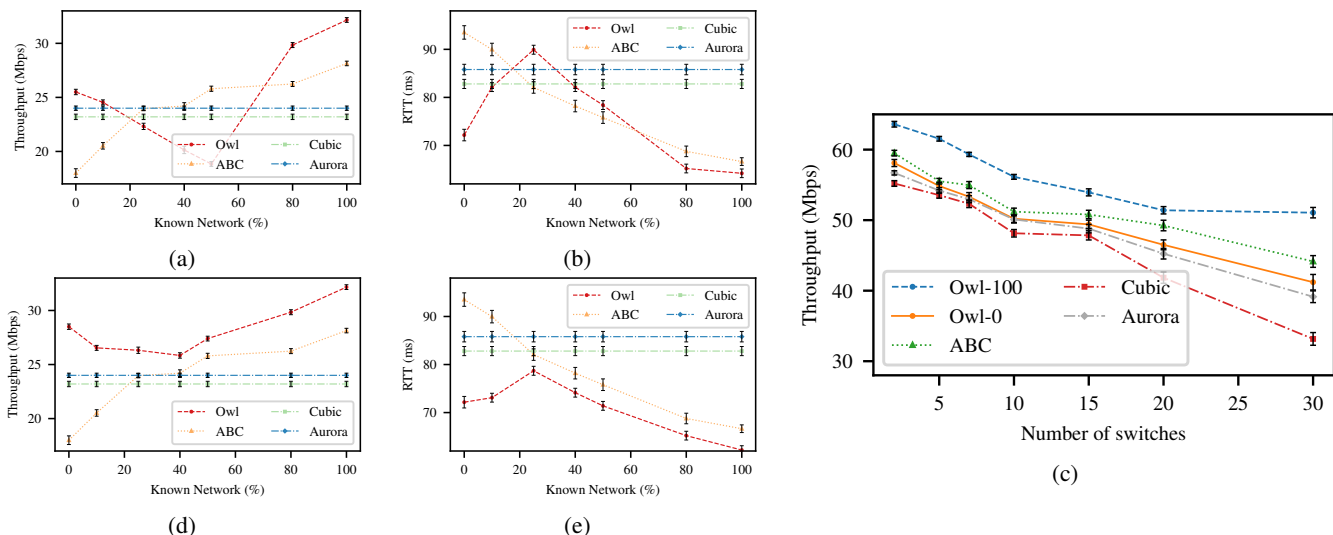 Throughput (Mbps)
30
25
20
Owl
ABC
Cubic
Aurora
0 20 40 60 80 100
Known Network (%)
(a)
RTT (ms)
90
80
70
Owl
ABC
Cubic
Aurora
0 20 40 60 80 100
Known Network (%)
(b)
Throughput (Mbps)
60
50
40
30
Owl-100
Owl-0
ABC
Cubic
Aurora
5 10 15 20 25 30
Number of switches
(c)
Throughput (Mbps)
30
25
20
Owl
ABC
Cubic
Aurora
0 20 40 60 80 100
Known Network (%)
(d)
RTT (ms)
90
80
70
Owl
ABC
Cubic
Aurora
0 20 40 60 80 100
Known Network (%)
(e)